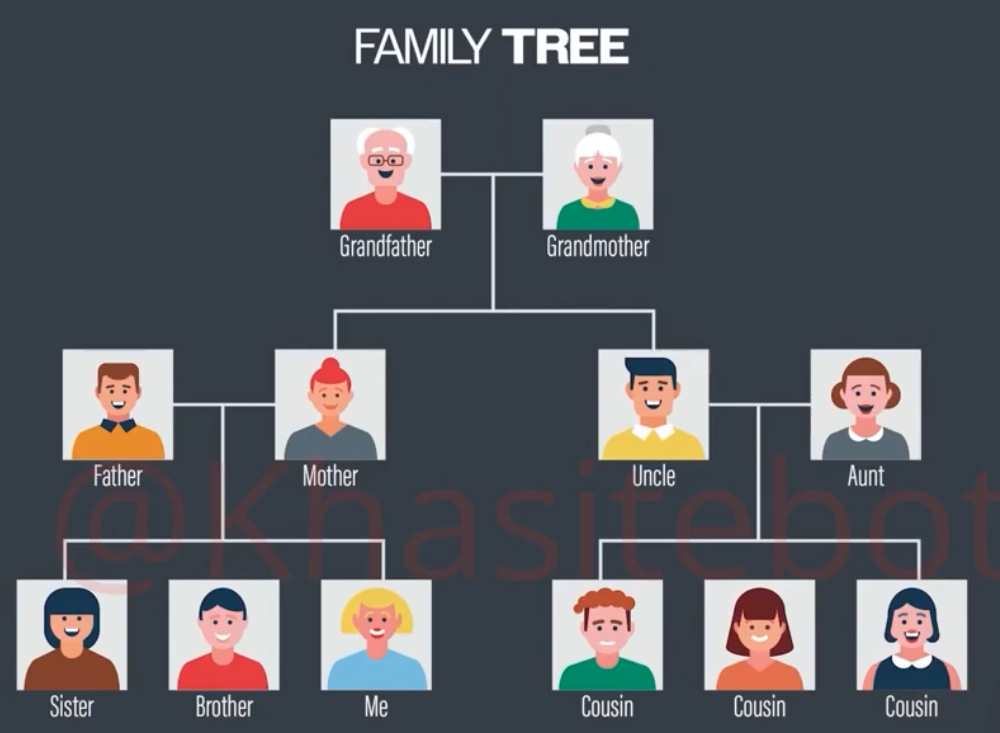 FAMILY TREE
Grandfather Grandmother
Father Mother Uncle Aunt
@Khasitebot
Sister Brother Me Cousin Cousin Cousin